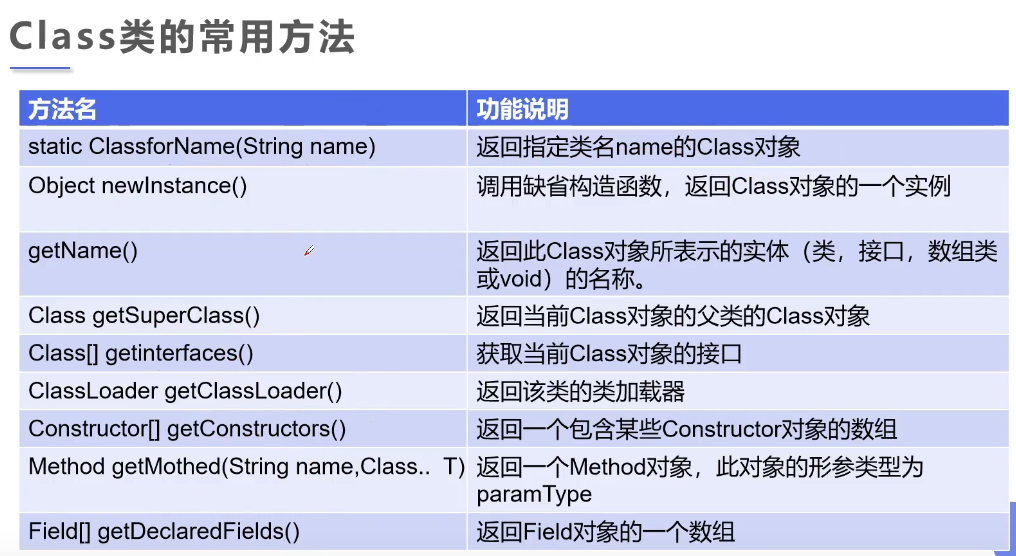 Class类的常用方法
方法名
功能说明
static ClassforName(String name)
返回指定类名name的Class对象
Object newInstance()
调用缺省构造函数，返回Class对象的一个实例
getName()
返回此Class对象所表示的实体（类，接口，数组类
或void）的名称。
Class getSuperClass()
返回当前Class对象的父类的Class对象
Class[] getinterfaces()
获取当前Class对象的接口
ClassLoader getClassLoader()
返回该类的类加载器
Constructor[] getConstructors()
返回一个包含某些Constructor对象的数组
Method getMothed(String name,Class.. T)
返回一个Method对象，此对象的形参类型为
paramType
Field[] getDeclaredFields()
返回Field对象的一个数组